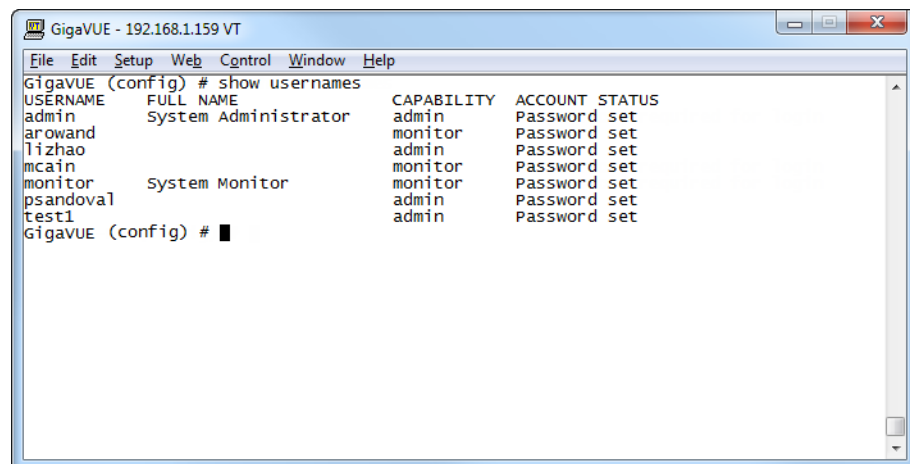 GigaVUE - 192.168.1.159 VT
File Edit Setup Web Control Window Help
GigaVUE (config) # show usernames
USERNAME FULL NAME CAPABILITY ACCOUNT STATUS
admin System Administrator admin Password set
arowand monitor Password set
lizhao admin Password set
mcain monitor Password set
monitor System Monitor monitor Password set
psandoval admin Password set
test1 admin Password set
GigaVUE (config) #